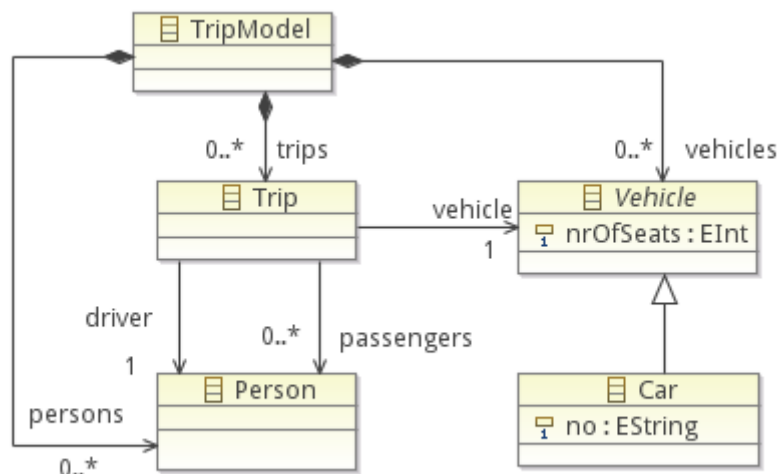 TripModel
0..* trips
0..* vehicles
Trip
vehicle
1
Vehicle
nrOfSeats : EInt
driver
1
0..* passengers
Person
Car
no : EString
persons
0..*